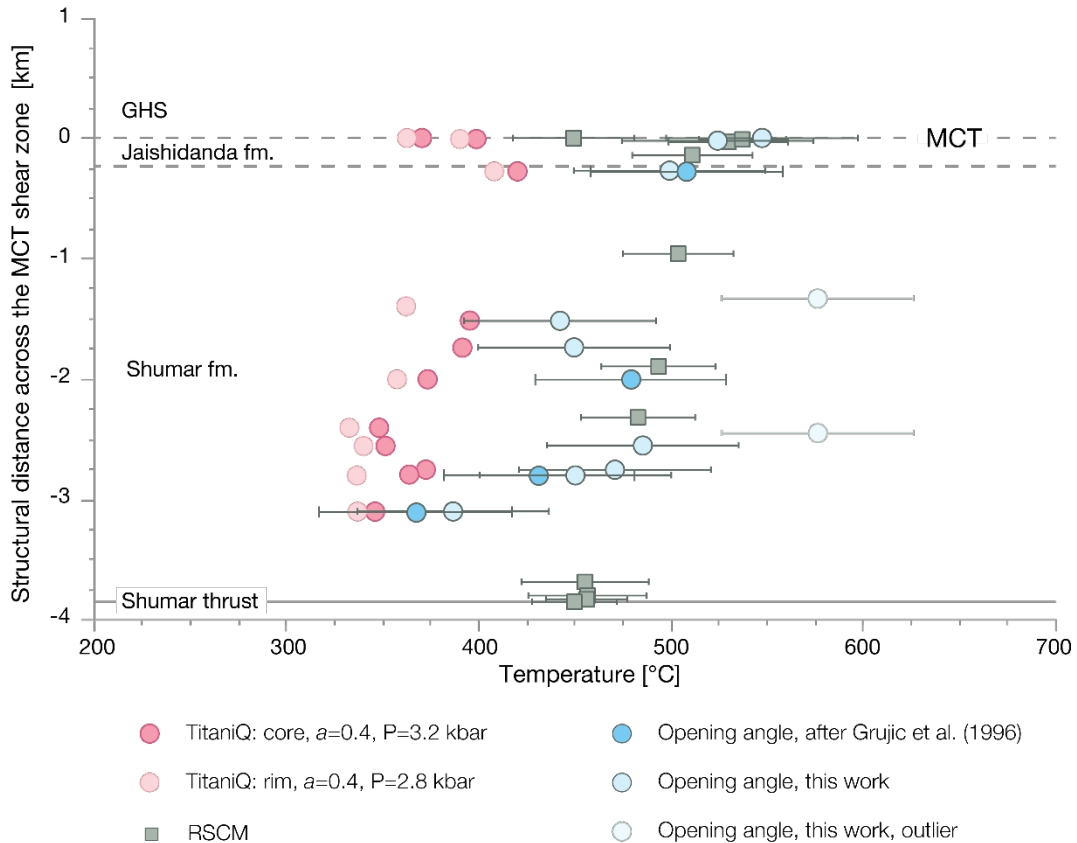 Structural distance across the MCT shear zone [km]
1
GHS
0
MCT
Jaishidanda fm.
-1
Shumar fm.
-2
-3
Shumar thrust
-4
200 300 400 500 600 700
Temperature [°C]
TitaniQ: core, a=0.4, P=3.2 kbar
Opening angle, after Grujic et al. (1996)
TitaniQ: rim, a=0.4, P=2.8 kbar
Opening angle, this work
RSCM
Opening angle, this work, outlier